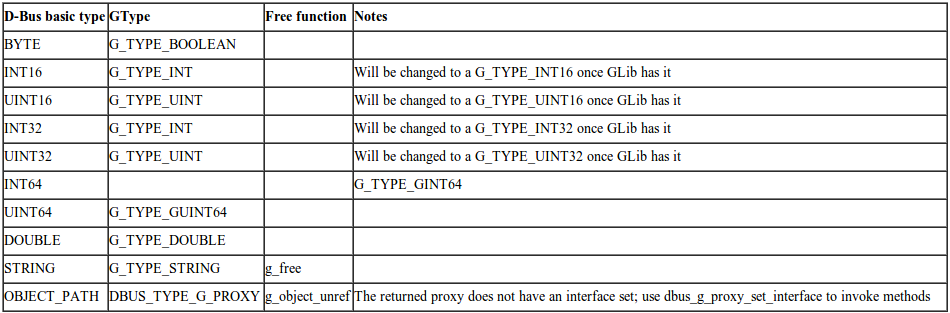 D-Bus basic type GType Free function Notes
BYTE G_TYPE_BOOLEAN
INT16 G_TYPE_INT Will be changed to a G_TYPE_INT16 once GLib has it
UINT16 G_TYPE_UINT Will be changed to a G_TYPE_UINT16 once GLib has it
INT32 G_TYPE_INT Will be changed to a G_TYPE_INT32 once GLib has it
UINT32 G_TYPE_UINT Will be changed to a G_TYPE_UINT32 once GLib has it
INT64 G_TYPE_GINT64
UINT64 G_TYPE_GUINT64
DOUBLE G_TYPE_DOUBLE
STRING G_TYPE_STRING g_free
OBJECT_PATH DBUS_TYPE_G_PROXY g_object_unref The returned proxy does not have an interface set; use dbus_g_proxy_set_interface to invoke methods